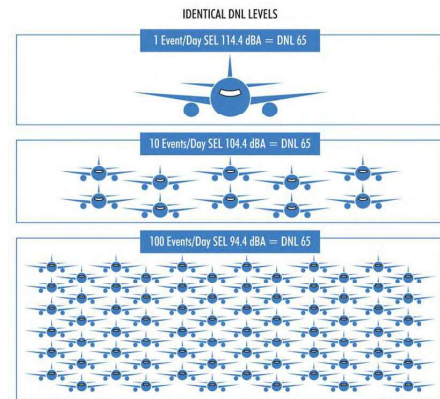 IDENTICAL DNL LEVELS
1 Event/Day SEL 114.4 dBA = DNL 65
10 Events/Day SEL 104.4 dBA = DNL 65
100 Events/Day SEL 94.4 dBA = DNL 65